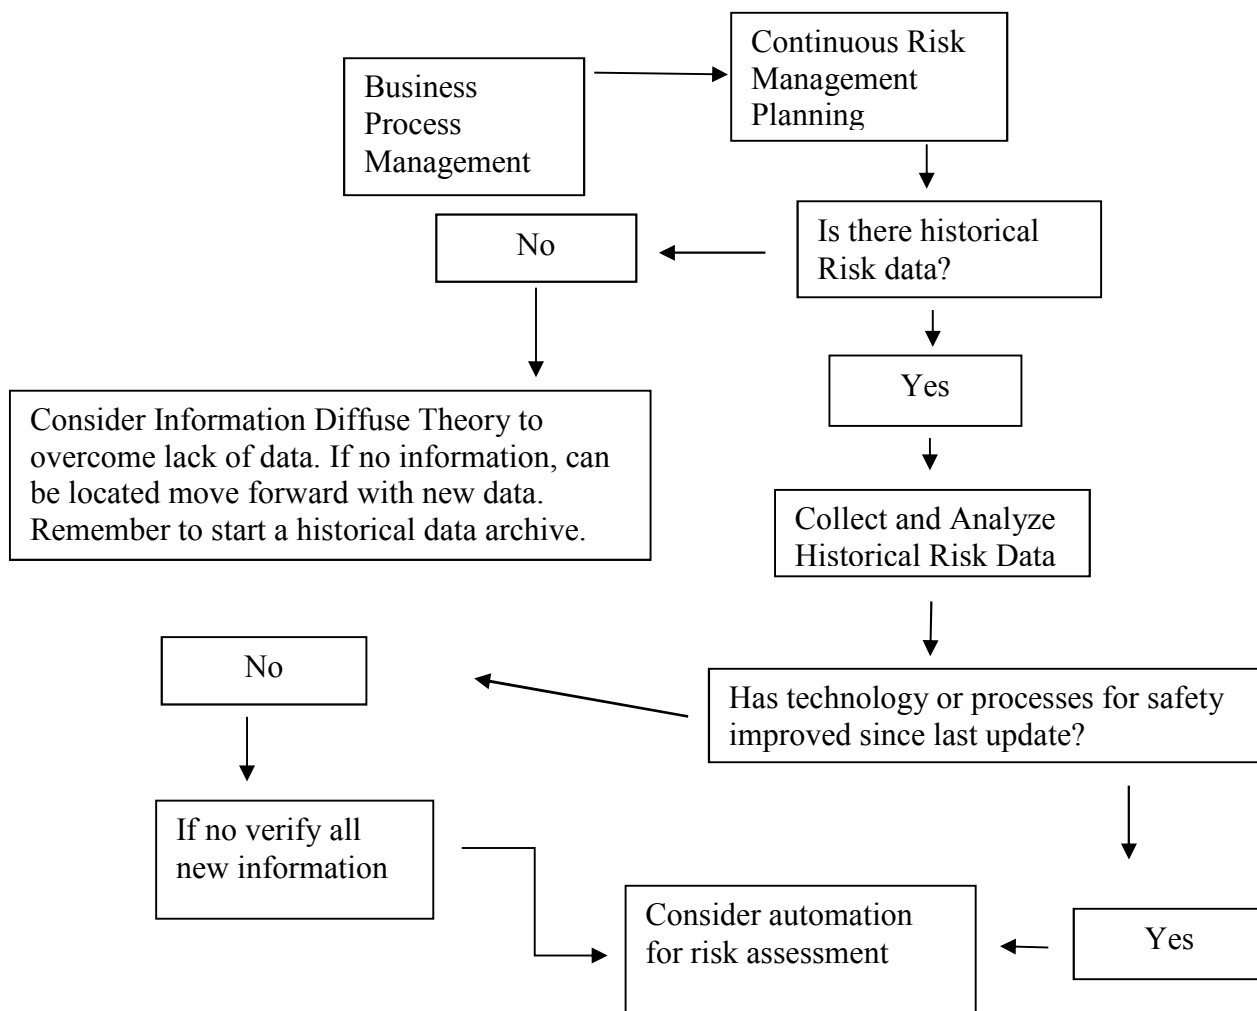 Business
Process
Management
Continuous Risk
Management
Planning
No
Is there historical
Risk data?
Yes
Consider Information Diffuse Theory to
overcome lack of data. If no information, can
be located move forward with new data.
Remember to start a historical data archive.
Collect and Analyze
Historical Risk Data
No
Has technology or processes for safety
improved since last update?
If no verify all
new information
Consider automation
for risk assessment
Yes